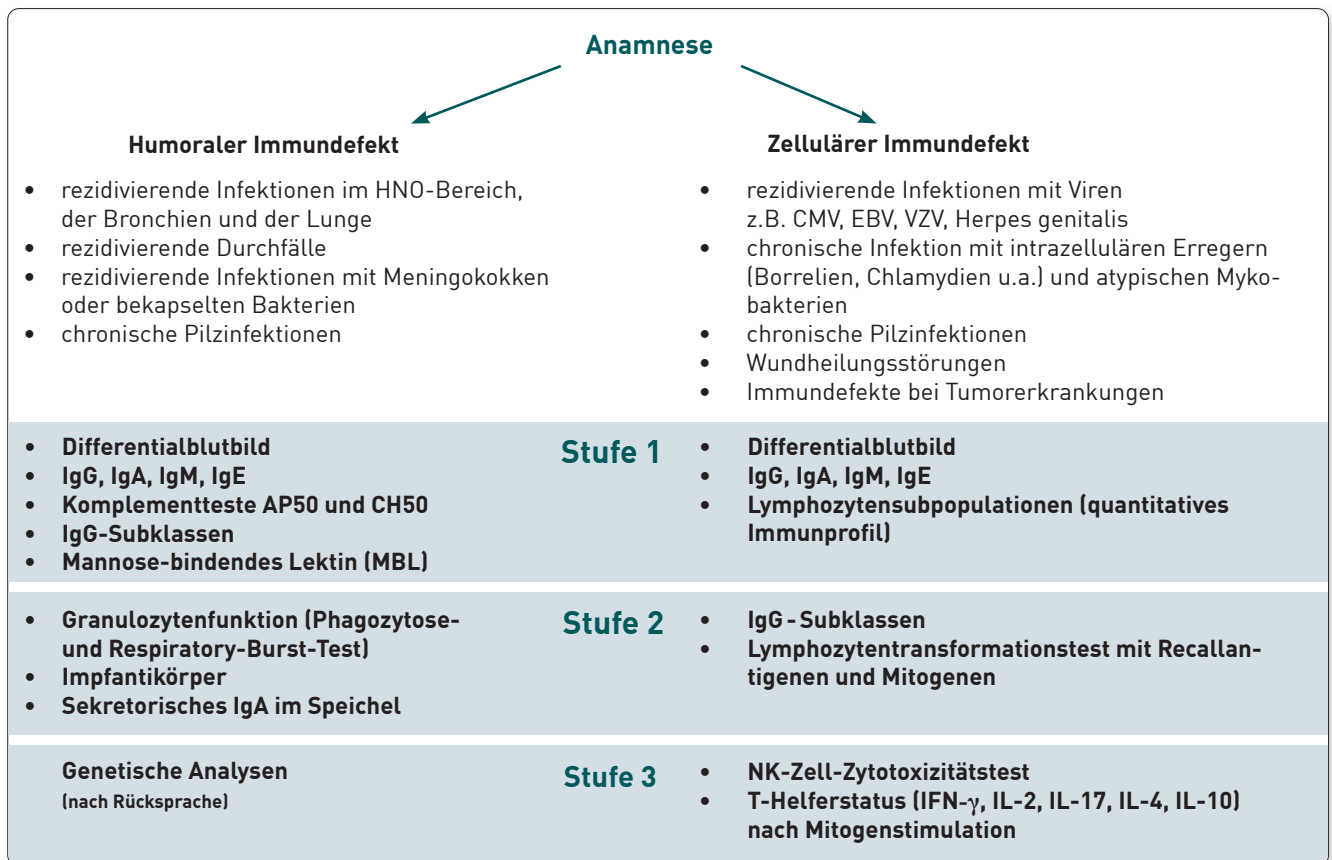 Anamnese
Humoraler Immundefekt
• rezidivierende Infektionen im HNO-Bereich,
der Bronchien und der Lunge
• rezidivierende Durchfälle
• rezidivierende Infektionen mit Meningokokken
oder bekapselten Bakterien
• chronische Pilzinfektionen
Zellulärer Immundefekt
• rezidivierende Infektionen mit Viren
z.B. CMV, EBV, VZV, Herpes genitalis
• chronische Infektion mit intrazellulären Erregern
(Borrelien, Chlamydien u.a.) und atypischen Myko-
bakterien
• chronische Pilzinfektionen
• Wundheilungsstörungen
• Immundefekte bei Tumorerkrankungen
Stufe 1
• Differentialblutbild
• IgG, IgA, IgM, IgE
• Komplementteste AP50 und CH50
• IgG-Subklassen
• Mannose-bindendes Lektin (MBL)
• Differentialblutbild
• IgG, IgA, IgM, IgE
• Lymphozytensubpopulationen (quantitatives
Immunprofil)
Stufe 2
• Granulozytenfunktion (Phagozytose-
und Respiratory-Burst-Test)
• Impfantikörper
• Sekretorisches IgA im Speichel
• IgG - Subklassen
• Lymphozytentransformationstest mit Recallan-
tigenen und Mitogenen
Stufe 3
Genetische Analysen
(nach Rücksprache)
• NK-Zell-Zytotoxizitätstest
• T-Helferstatus (IFN-γ, IL-2, IL-17, IL-4, IL-10)
nach Mitogenstimulation